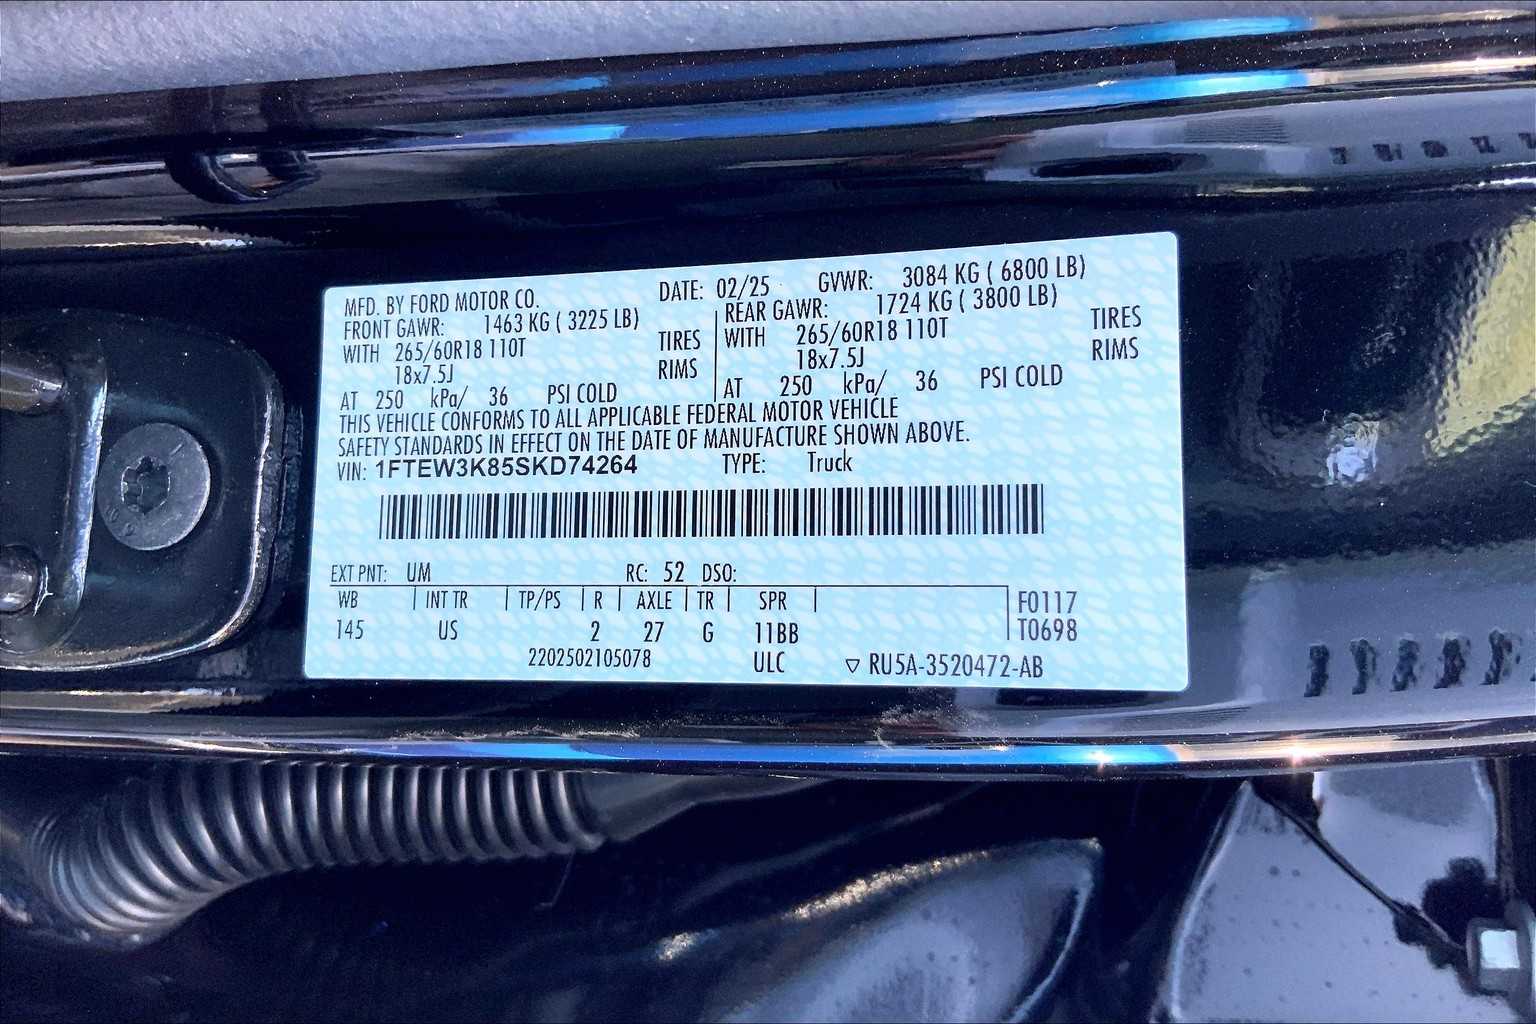 MFD. BY FORD MOTOR CO. DATE: 02/25 GVWR: 3084 KG ( 6800 LB)
FRONT GAWR: 1463 KG ( 3225 LB) REAR GAWR: 1724 KG ( 3800 LB)
WITH 265/60R18 110T TIRES WITH 265/60R18 110T TIRES
18x7.5J RIMS 18x7.5J RIMS
AT 250 kPa/ 36 PSI COLD AT 250 kPa/ 36 PSI COLD
THIS VEHICLE CONFORMS TO ALL APPLICABLE FEDERAL MOTOR VEHICLE
SAFETY STANDARDS IN EFFECT ON THE DATE OF MANUFACTURE SHOWN ABOVE.
VIN: 1FTEW3K85SKD74264 TYPE: Truck
EXT PNT: UM RC: 52 DSO:
WB INT TR TP/PS R AXLE TR SPR F0117
145 US 2 27 G 11BB T0698
2202502105078 ULC ▽ RU5A-3520472-AB